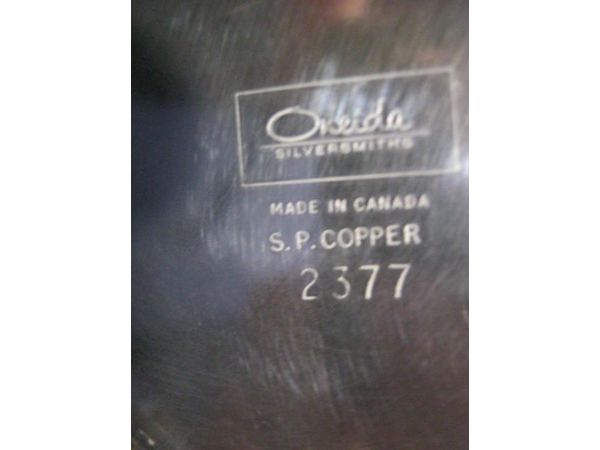 Oneida
SILVERSMITHS
MADE IN CANADA
S.P. COPPER
2377